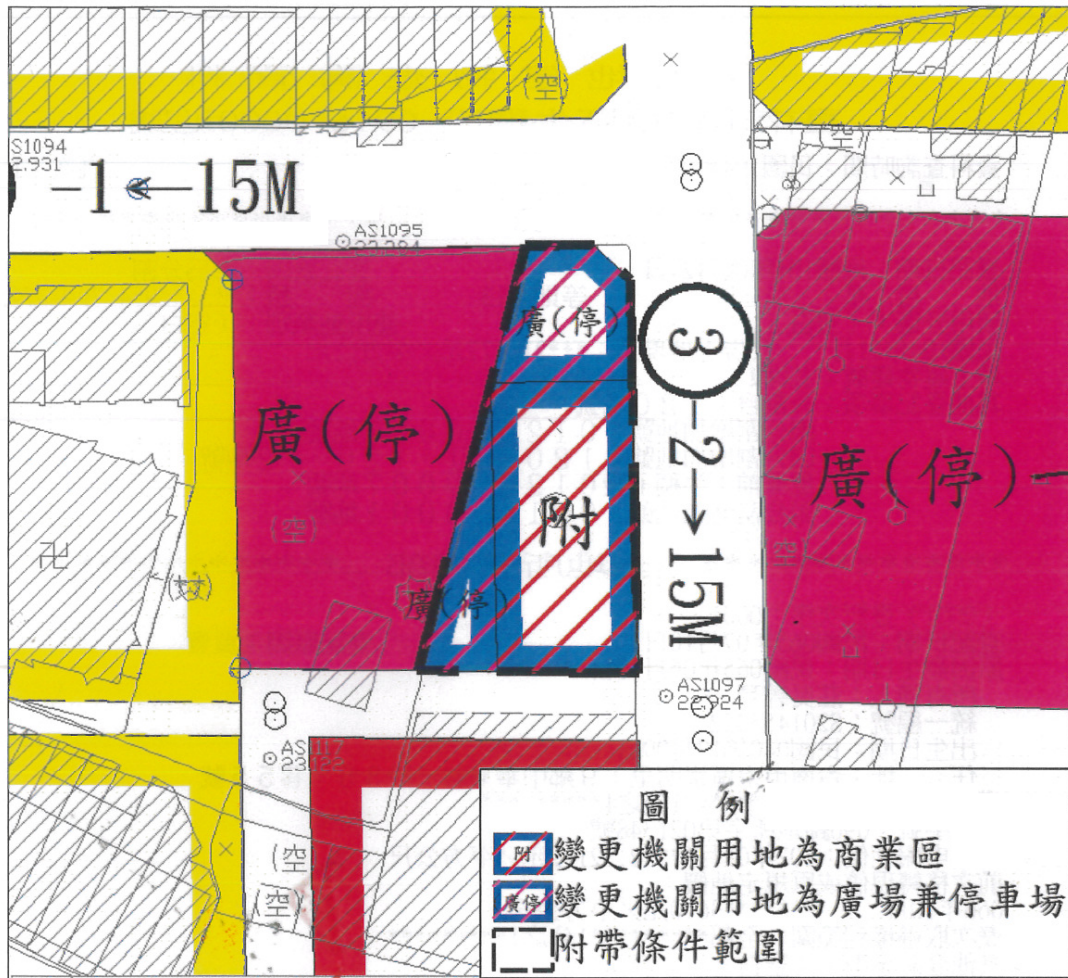 (空)
(空)
S1094
2.931
-1←15M
AS1095
廣(停)
③-2→15M
廣(停)
廣(停)-
附
(空)
空
廣(停)
卍
AS1097
22.924
AS1117
23.122
(空)
(空)
圖 例
附 變更機關用地為商業區
廣停 變更機關用地為廣場兼停車場
附帶條件範圍